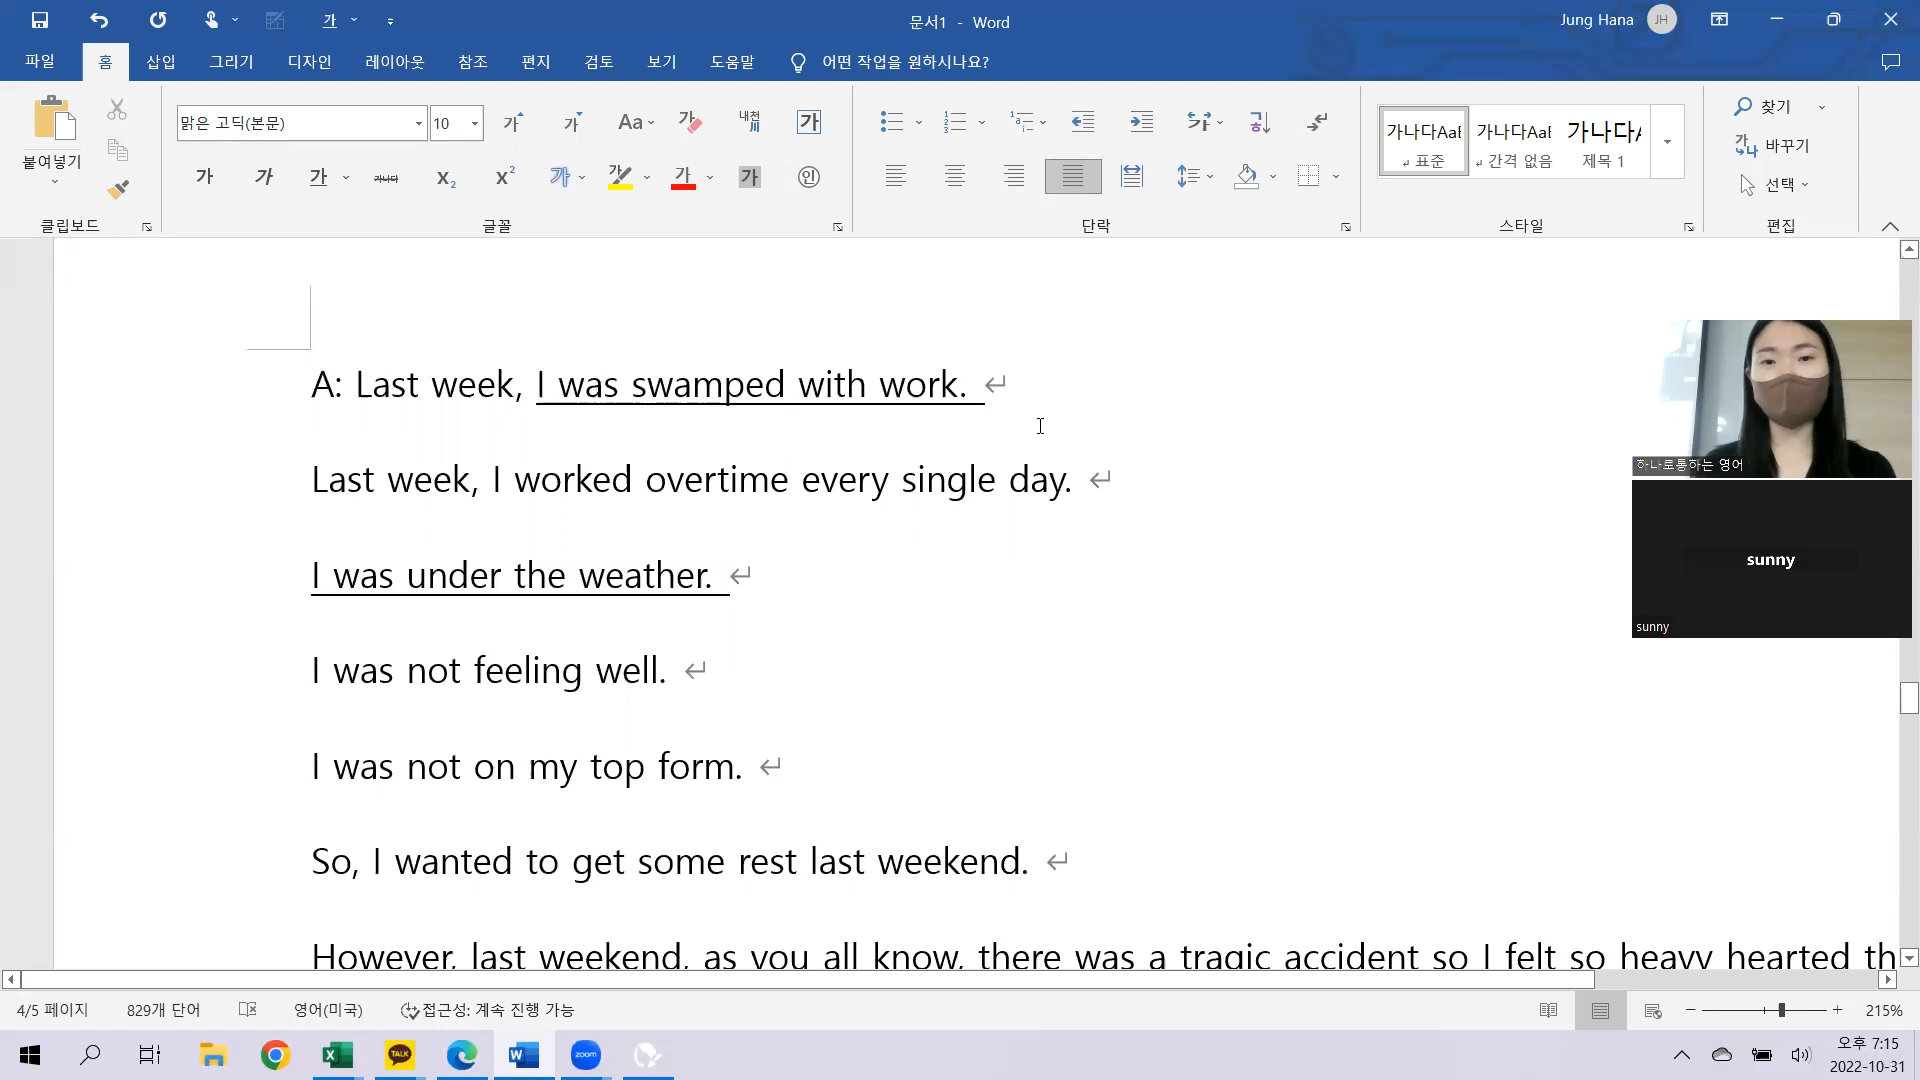 문서1 - Word
Jung Hana
JH
파일 홈 삽입 그리기 디자인 레이아웃 참조 편지 검토 보기 도움말 어떤 작업을 원하시나요?
붙여넣기
클립보드
맑은 고딕(본문)
10
글꼴
단락
가나다AaB
표준
가나다AaB
간격 없음
가나다A
제목 1
스타일
찾기
바꾸기
선택
편집
A: Last week, I was swamped with work.
Last week, I worked overtime every single day.
I was under the weather.
I was not feeling well.
I was not on my top form.
So, I wanted to get some rest last weekend.
However, last weekend, as you all know, there was a tragic accident so I felt so heavy hearted th
하나로통하는 영어
sunny
sunny
4/5 페이지
829개 단어
영어(미국)
접근성: 계속 진행 가능
215%
TALK
zoom
오후 7:15
2022-10-31